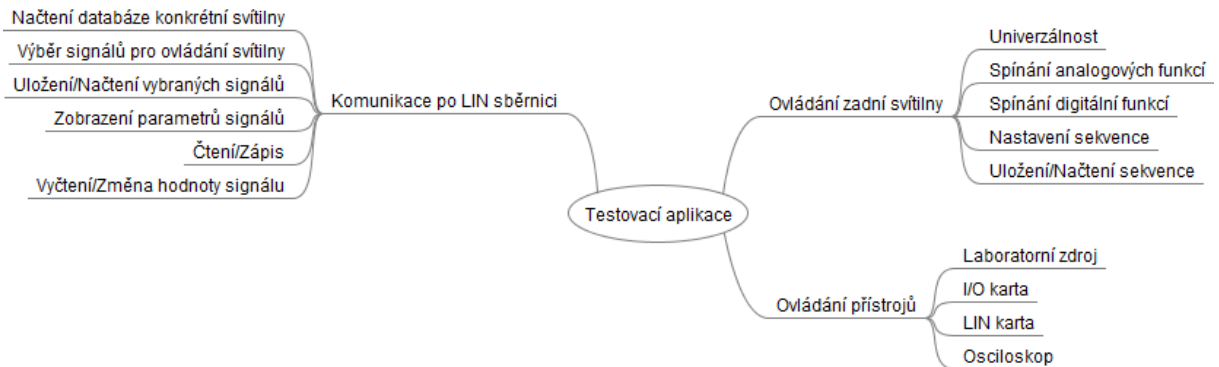 Načtení databáze konkrétní svítilny
Výběr signálů pro ovládání svítilny
Uložení/Načtení vybraných signálů
Zobrazení parametrů signálů
Čtení/Zápis
Vyčtení/Změna hodnoty signálu
Komunikace po LIN sběrnici
Testovací aplikace
Ovládání zadní svítilny
Univerzálnost
Spínání analogových funkcí
Spínání digitální funkcí
Nastavení sekvence
Uložení/Načtení sekvence
Ovládání přístrojů
Laboratorní zdroj
I/O karta
LIN karta
Osciloskop